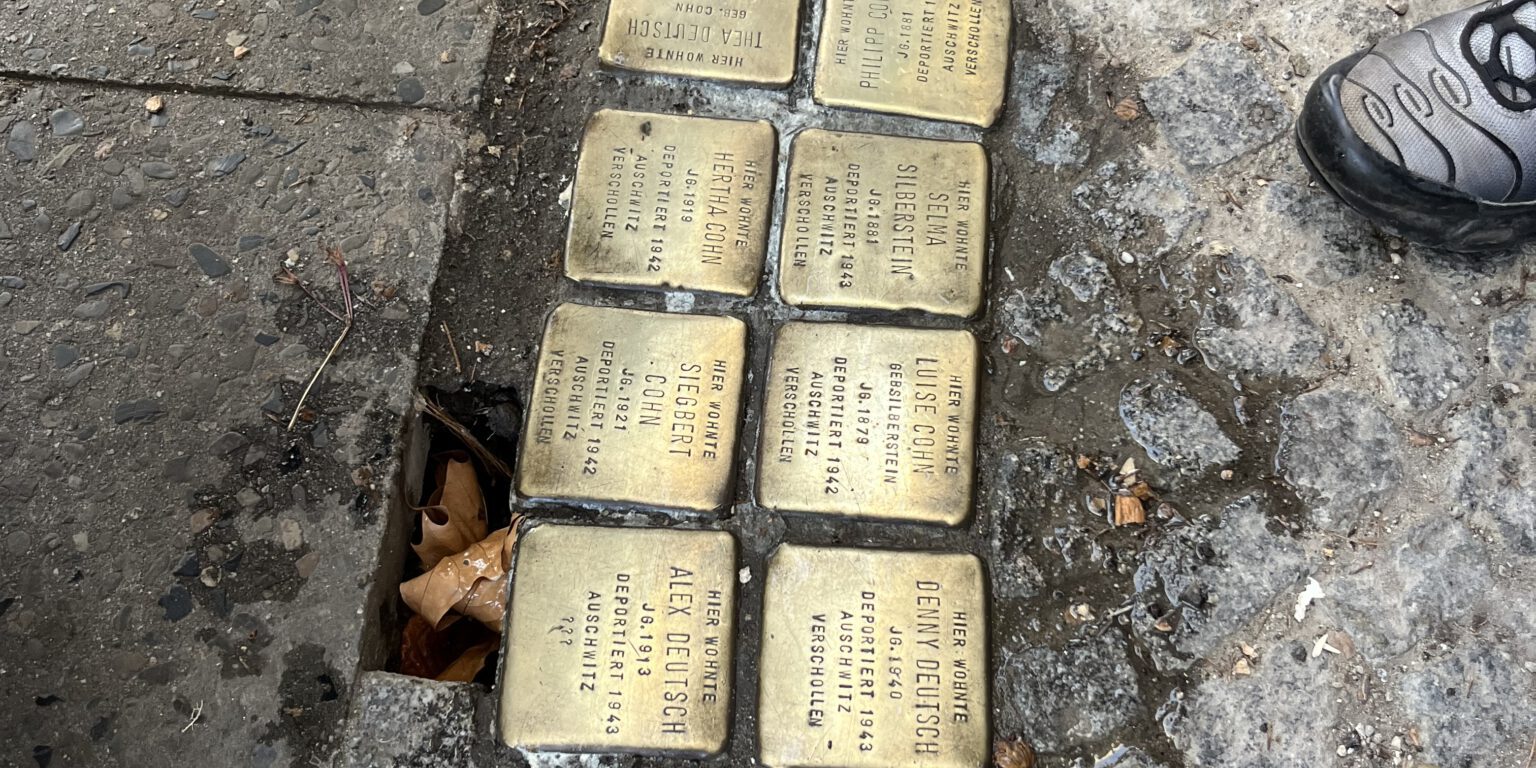 HIER WOHNTE
THEA DEUTSCH
GEB. COHN
HIER WOHNTE
PHILIPP
JG. 1881
DEPORTIERT
AUSCHWITZ
VERSCHOLLEN
HIER WOHNTE
HERTHA COHN
JG. 1919
DEPORTIERT 1942
AUSCHWITZ
VERSCHOLLEN
HIER WOHNTE
SELMA
SILBERSTEIN
JG. 1881
DEPORTIERT 1943
AUSCHWITZ
VERSCHOLLEN
HIER WOHNTE
SIEGBERT
COHN
JG. 1921
DEPORTIERT 1942
AUSCHWITZ
VERSCHOLLEN
HIER WOHNTE
LUISE COHN
GEB. SILBERSTEIN
JG. 1879
DEPORTIERT 1942
AUSCHWITZ
VERSCHOLLEN
HIER WOHNTE
ALEX DEUTSCH
JG. 1913
DEPORTIERT 1943
AUSCHWITZ
???
HIER WOHNTE
DENNY DEUTSCH
JG. 1940
DEPORTIERT 1943
AUSCHWITZ
VERSCHOLLEN